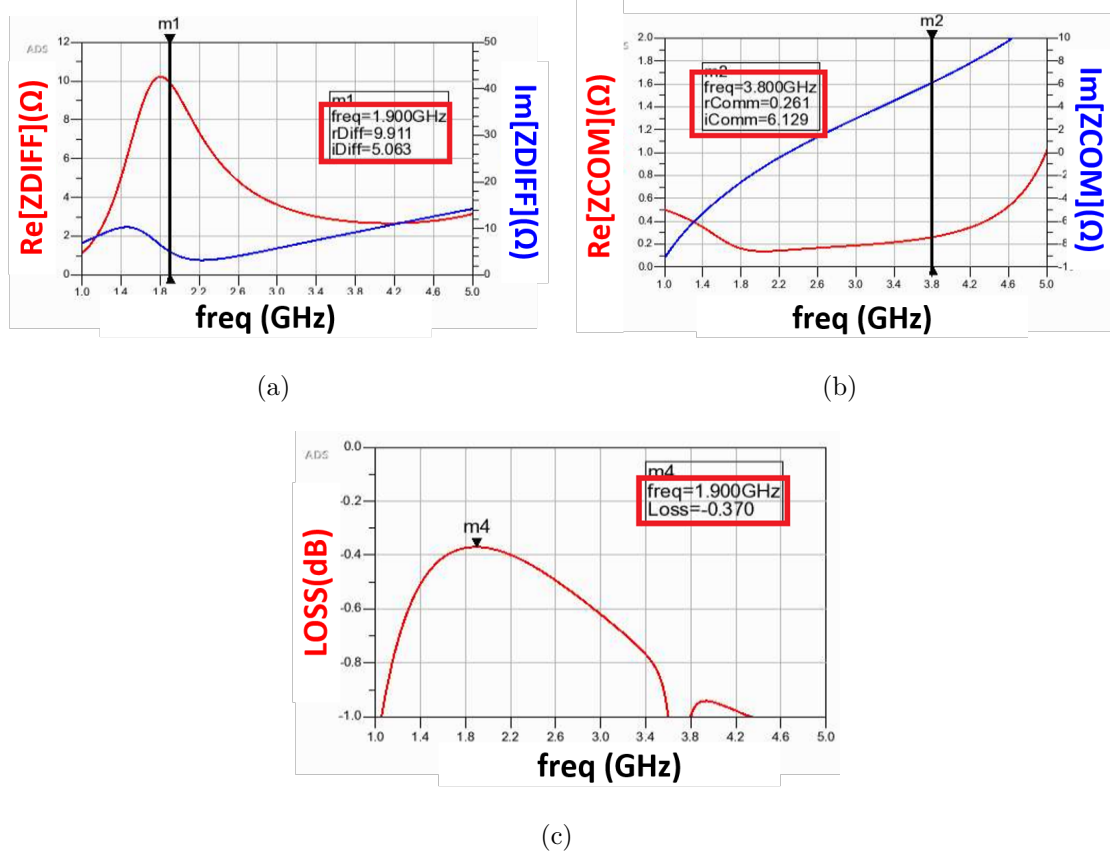 m1
ADS
12
10
8
6
4
2
0
50
40
30
20
10
0
Re[ZDIFF](Ω)
Im[ZDIFF](Ω)
m1
freq=1.900GHz
rDiff=9.911
iDiff=5.063
1.0 1.4 1.8 2.2 2.6 3.0 3.4 3.8 4.2 4.6 5.0
freq (GHz)
(a)
m2
S
2.0
1.8
1.6
1.4
1.2
1.0
0.8
0.6
0.4
0.2
0.0
10
8
6
4
2
0
-2
-4
-6
-8
-1
Re[ZCOM](Ω)
Im[ZCOM](Ω)
m2
freq=3.800GHz
rComm=0.261
iComm=6.129
1.0 1.4 1.8 2.2 2.6 3.0 3.4 3.8 4.2 4.6 5.0
freq (GHz)
(b)
ADS
0.0
-0.2
-0.4
-0.6
-0.8
-1.0
LOSS(dB)
m4
m4
freq=1.900GHz
Loss=-0.370
1.0 1.4 1.8 2.2 2.6 3.0 3.4 3.8 4.2 4.6 5.0
freq (GHz)
(c)